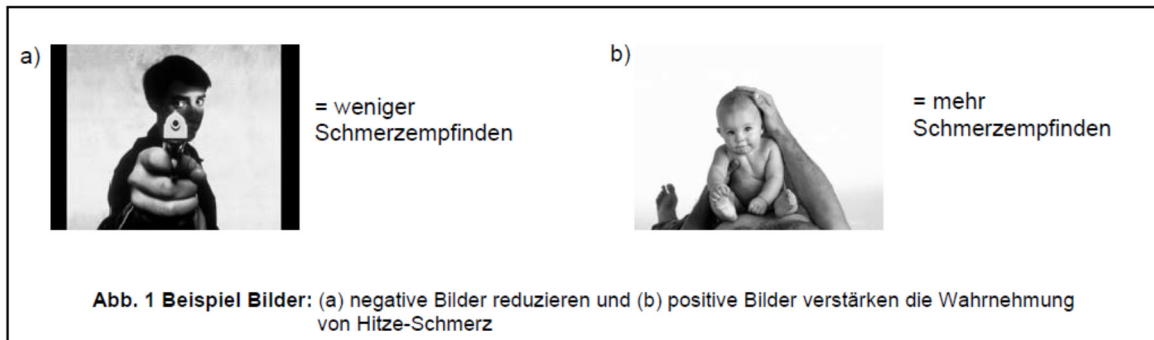 a)
= weniger
Schmerzempfinden
b)
= mehr
Schmerzempfinden
Abb. 1 Beispiel Bilder: (a) negative Bilder reduzieren und (b) positive Bilder verstärken die Wahrnehmung
von Hitze-Schmerz